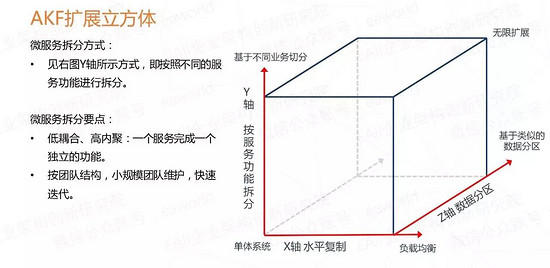 AKF扩展立方体
微服务拆分方式：
• 见右图Y轴所示方式，即按照不同的服
务功能进行拆分。
微服务拆分要点：
• 低耦合、高内聚：一个服务完成一个
独立的功能。
• 按团队结构，小规模团队维护，快速
迭代。
无限扩展
基于不同业务切分
Y轴 按服务功能拆分
基于类似的
数据分区
Z轴 数据分区
单体系统
X轴 水平复制
负载均衡